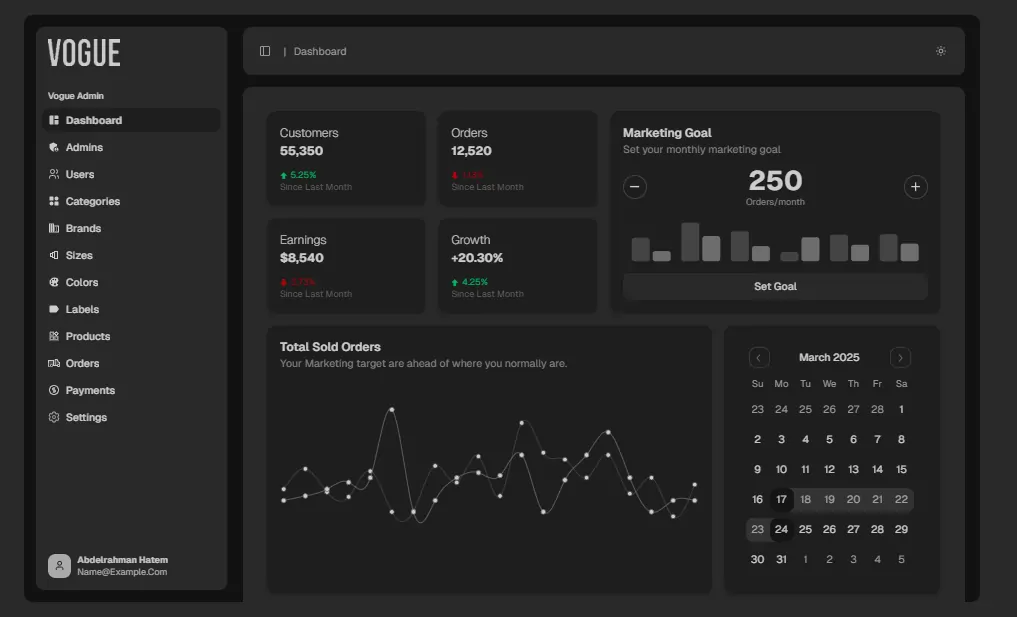 VOGUE
Vogue Admin
Dashboard
Admins
Users
Categories
Brands
Sizes
Colors
Labels
Products
Orders
Payments
Settings
Abdelrahman Hatem
Name@Example.Com
| Dashboard
Customers
55,350
5.25%
Since Last Month
Orders
12,520
Since Last Month
Earnings
$8,540
Since Last Month
Growth
+20.30%
4.25%
Since Last Month
Marketing Goal
Set your monthly marketing goal
250
Orders/month
Set Goal
Total Sold Orders
Your Marketing target are ahead of where you normally are.
March 2025
Su Mo Tu We Th Fr Sa
23 24 25 26 27 28 1
2 3 4 5 6 7 8
9 10 11 12 13 14 15
16 17 18 19 20 21 22
23 24 25 26 27 28 29
30 31 1 2 3 4 5